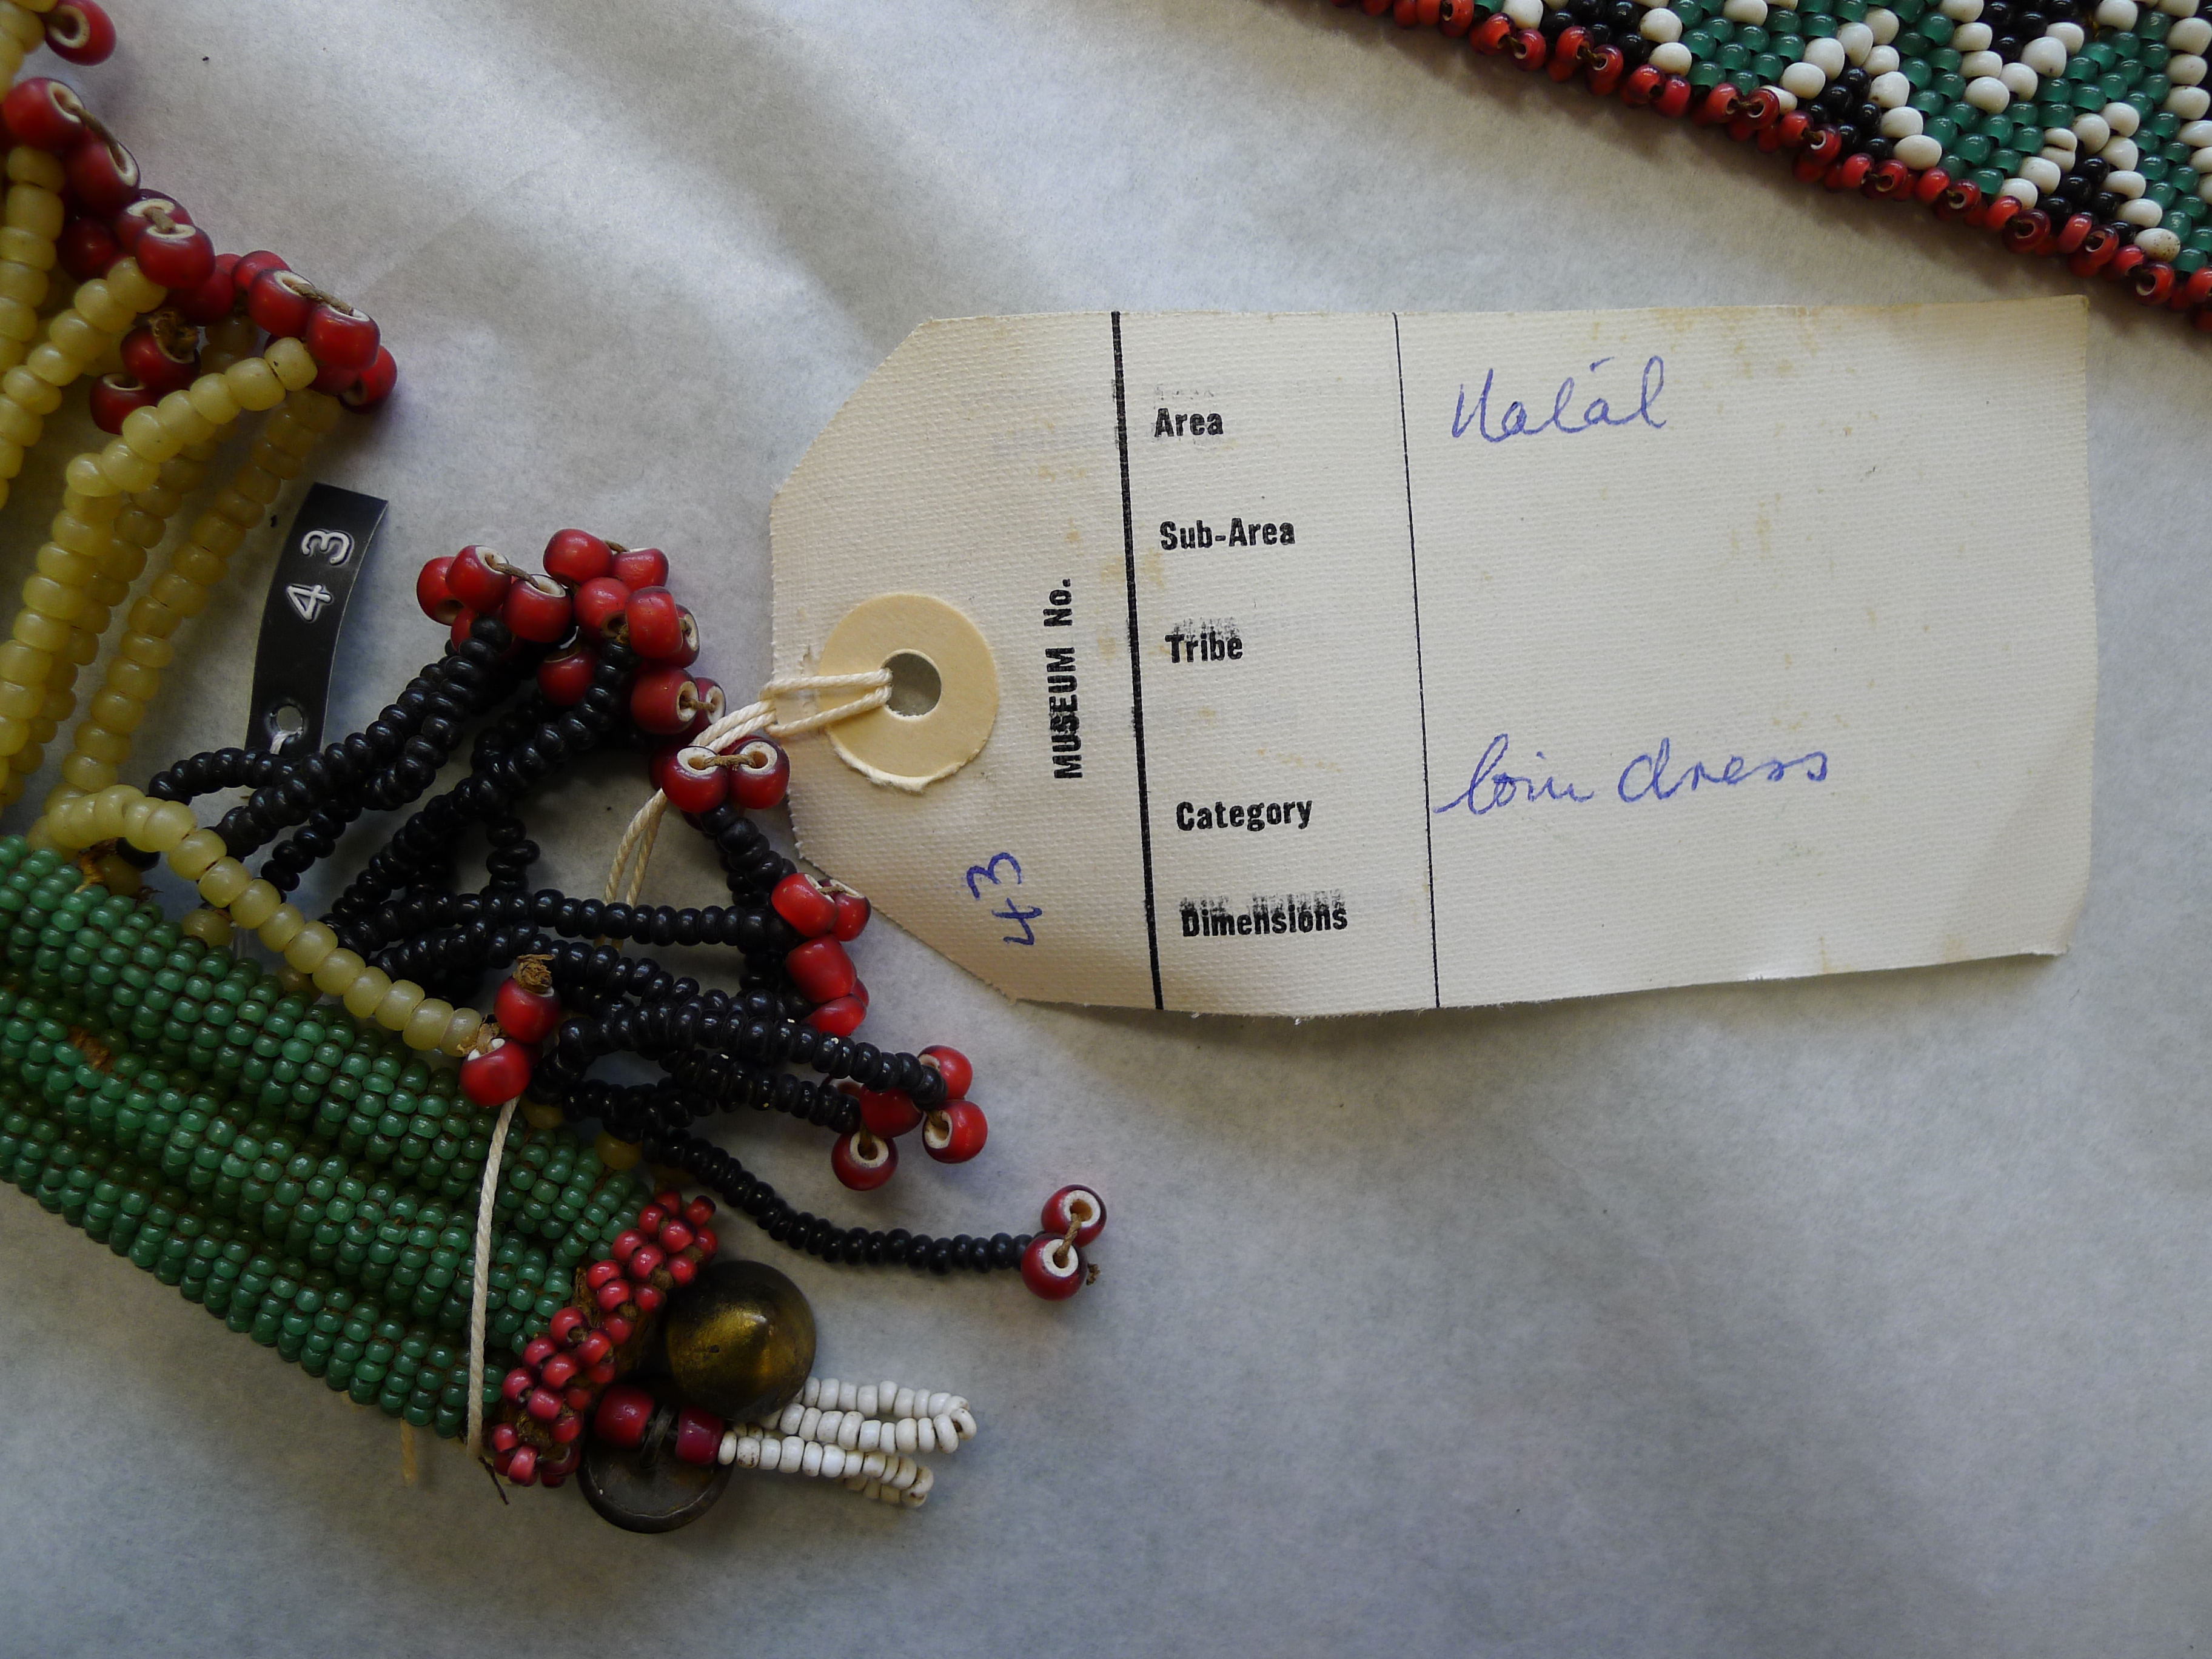 43
MUSEUM No.
43
Area Natal
Sub-Area
Tribe
Category loin dress
Dimensions